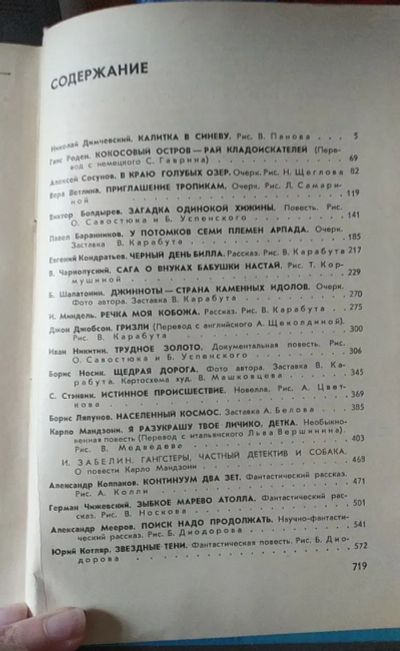 СОДЕРЖАНИЕ
Николай Димчевский. КАЛИТКА В СИНЕВУ. Рис. В. Панова . . . 5
Ганс Роден. КОКОСОВЫЙ ОСТРОВ — РАЙ КЛАДОИСКАТЕЛЕЙ (Пере-
вод с немецкого С. Гаврина) . . . 69
Алексей Сосунов. В КРАЮ ГОЛУБЫХ ОЗЕР. Очерк. Рис. Н. Щеглова 82
Вера Ветлина. ПРИГЛАШЕНИЕ ТРОПИКАМ. Очерк. Рис. Л. Самари-
ной . . . 119
Виктор Болдырев. ЗАГАДКА ОДИНОКОЙ ХИЖИНЫ. Повесть. Рис.
О. Савостюка и Б. Успенского . . . 141
Павел Баранников. У ПОТОМКОВ СЕМИ ПЛЕМЕН АРПАДА. Очерк.
Заставка В. Карабута . . . 185
Евгений Кондратьев. ЧЕРНЫЙ ДЕНЬ БИЛЛА. Рассказ. Рис. В. Карабута 217
В. Чарнолуский. САГА О ВНУКАХ БАБУШКИ НАСТАЙ. Рис. Т. Кор-
мушиной . . . 230
Б. Шалатонин. ДЖИННОТЫ — СТРАНА КАМЕННЫХ ИДОЛОВ. Очерк.
Фото автора. Заставка В. Карабута . . . 270
И. Миндель. РЕЧКА МОЯ КОБОЖА. Рассказ. Рис. В. Карабута . . . 275
Джон Джобсон. ГРИЗЛИ (Перевод с английского А. Щеколдиной).
Рис. В. Карабута . . . 300
Иван Никитин. ТРУДНОЕ ЗОЛОТО. Документальная повесть. Рис.
О. Савостюка и Б. Успенского . . . 306
Борис Носик. ЩЕДРАЯ ДОРОГА. Фото автора. Заставка В. Ка-
рабута. Картосхема худ. В. Машковцева . . . 345
С. Стэнвик. ИСТИННОЕ ПРОИСШЕСТВИЕ. Новелла. Рис. А. Цвет-
кова . . . 369
Борис Ляпунов. НАСЕЛЕННЫЙ КОСМОС. Заставка А. Белова . . . 385
Карло Мандзони. Я РАЗУКРАШУ ТВОЕ ЛИЧИКО, ДЕТКА. Необыкно-
венная повесть (Перевод с итальянского Льва Вершинина).
Рис. В. Медведева . . . 403
И. ЗАБЕЛИН. ГАНГСТЕРЫ, ЧАСТНЫЙ ДЕТЕКТИВ И СОБАКА.
О повести Карло Мандзони . . . 468
Александр Колпаков. КОНТИНУУМ ДВА ЗЕТ. Фантастический рассказ.
Рис. А. Колли . . . 471
Герман Чижевский. ЗЫБКОЕ МАРЕВО АТОЛЛА. Фантастический рас-
сказ. Рис. В. Носкова . . . 501
Александр Мееров. ПОИСК НАДО ПРОДОЛЖАТЬ. Научно-фантасти-
ческий рассказ. Рис. Б. Диодорова . . . 541
Юрий Котляр. ЗВЕЗДНЫЕ ТЕНИ. Фантастическая повесть. Рис. Б. Дио-
дорова . . . 572
719